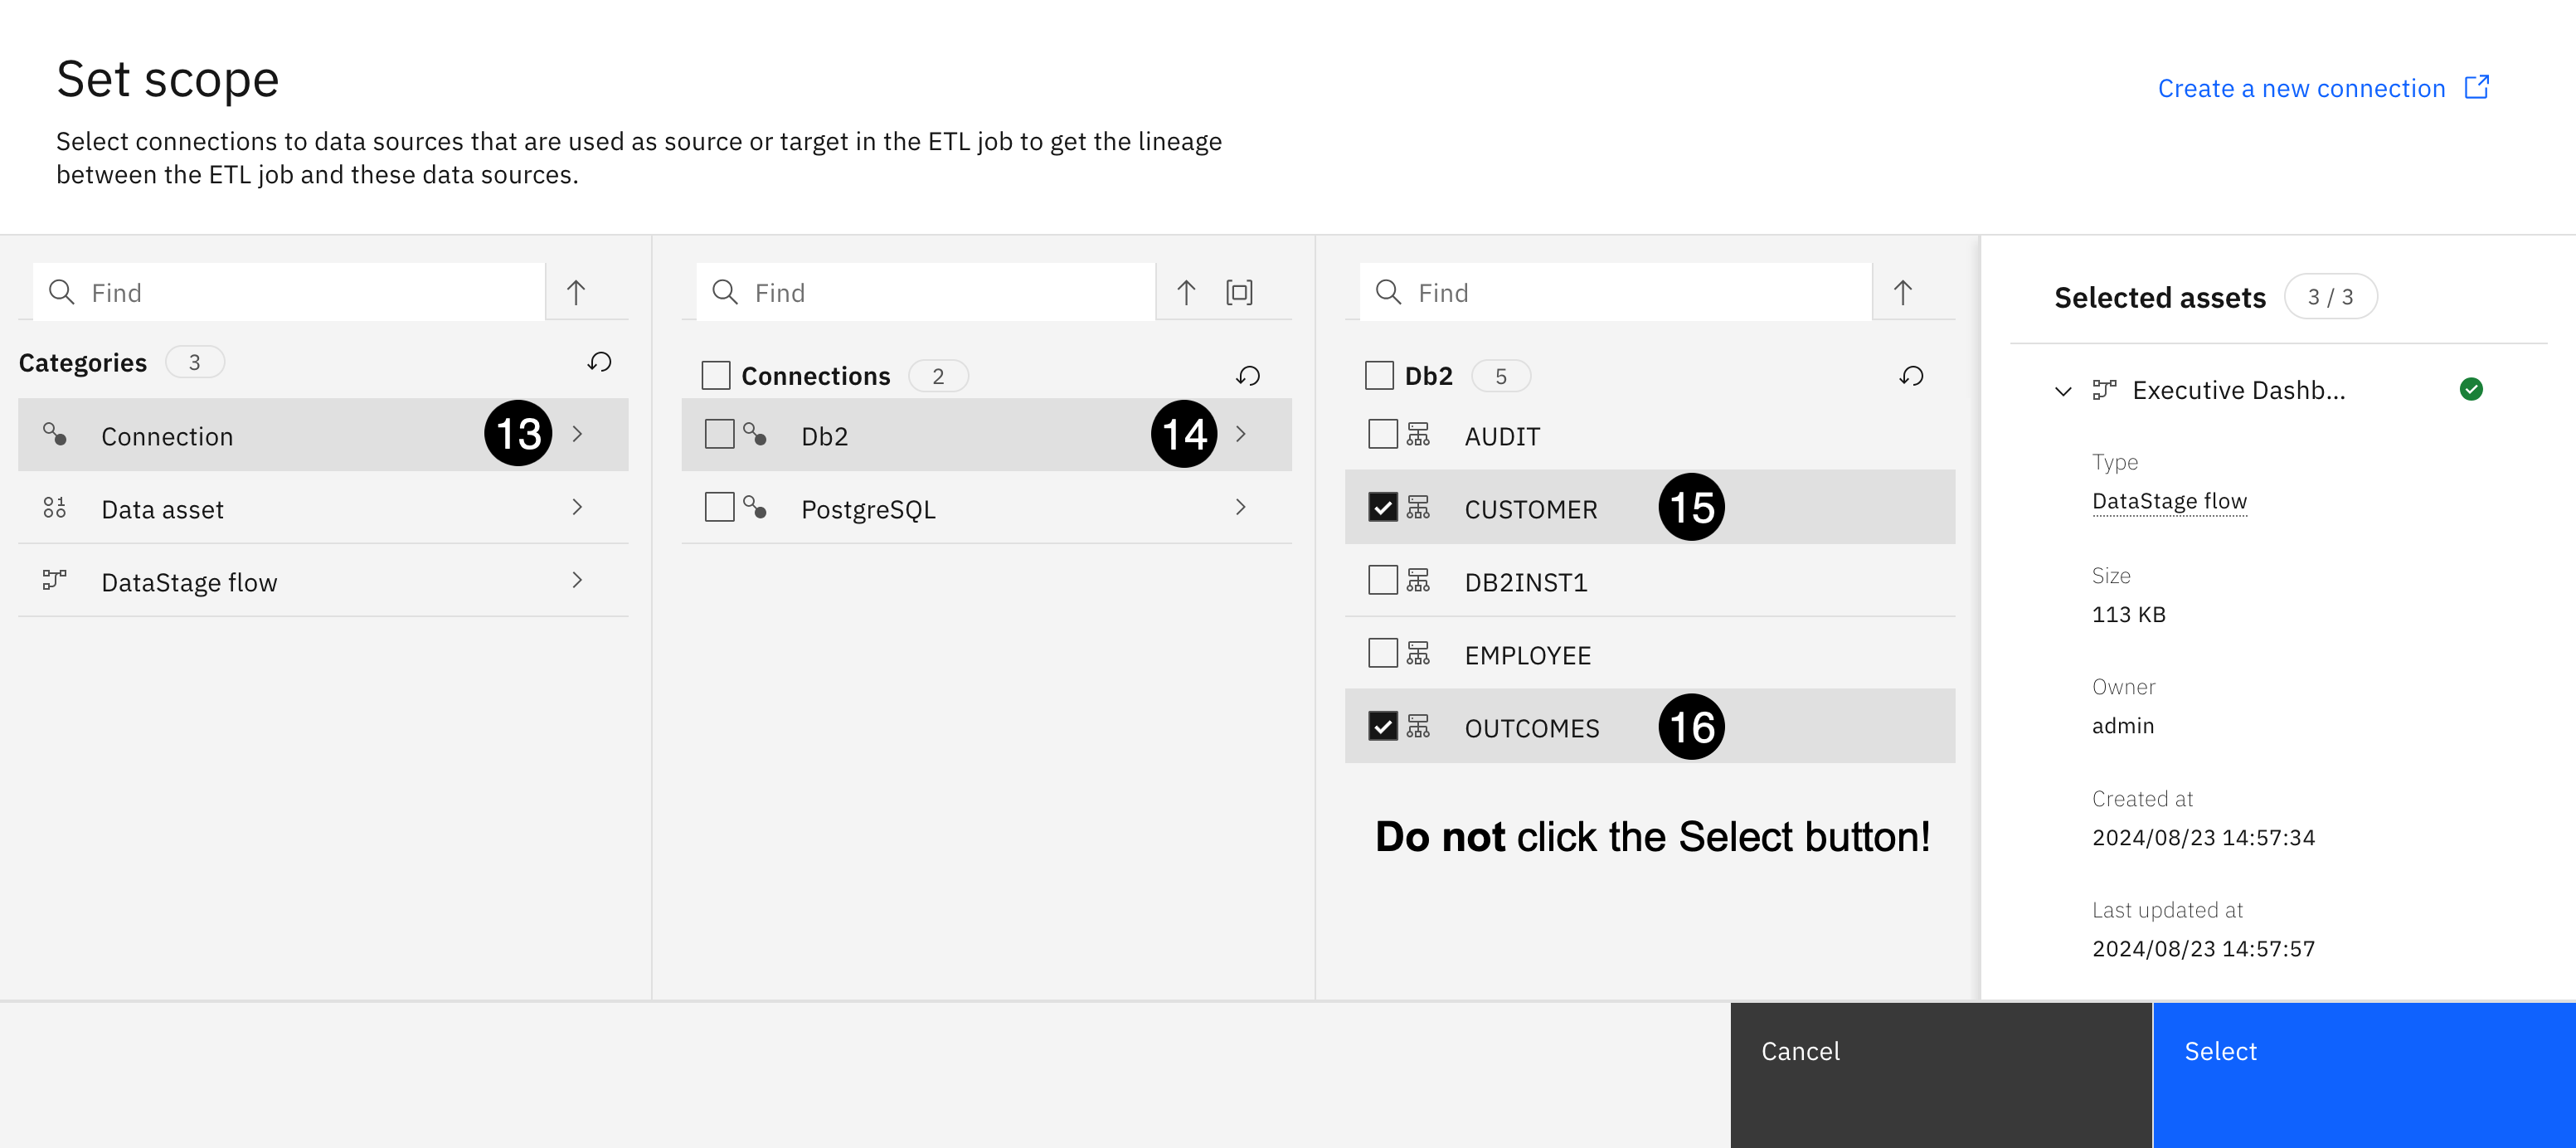 Set scope
Create a new connection
Select connections to data sources that are used as source or target in the ETL job to get the lineage
between the ETL job and these data sources.
Find
Categories 3
Connection 13
Data asset
DataStage flow
Find
Connections 2
Db2 14
PostgreSQL
Find
Db2 5
AUDIT
CUSTOMER 15
DB2INST1
EMPLOYEE
OUTCOMES 16
Do not click the Select button!
Selected assets 3 / 3
Executive Dashb...
Type
DataStage flow
Size
113 KB
Owner
admin
Created at
2024/08/23 14:57:34
Last updated at
2024/08/23 14:57:57
Cancel
Select